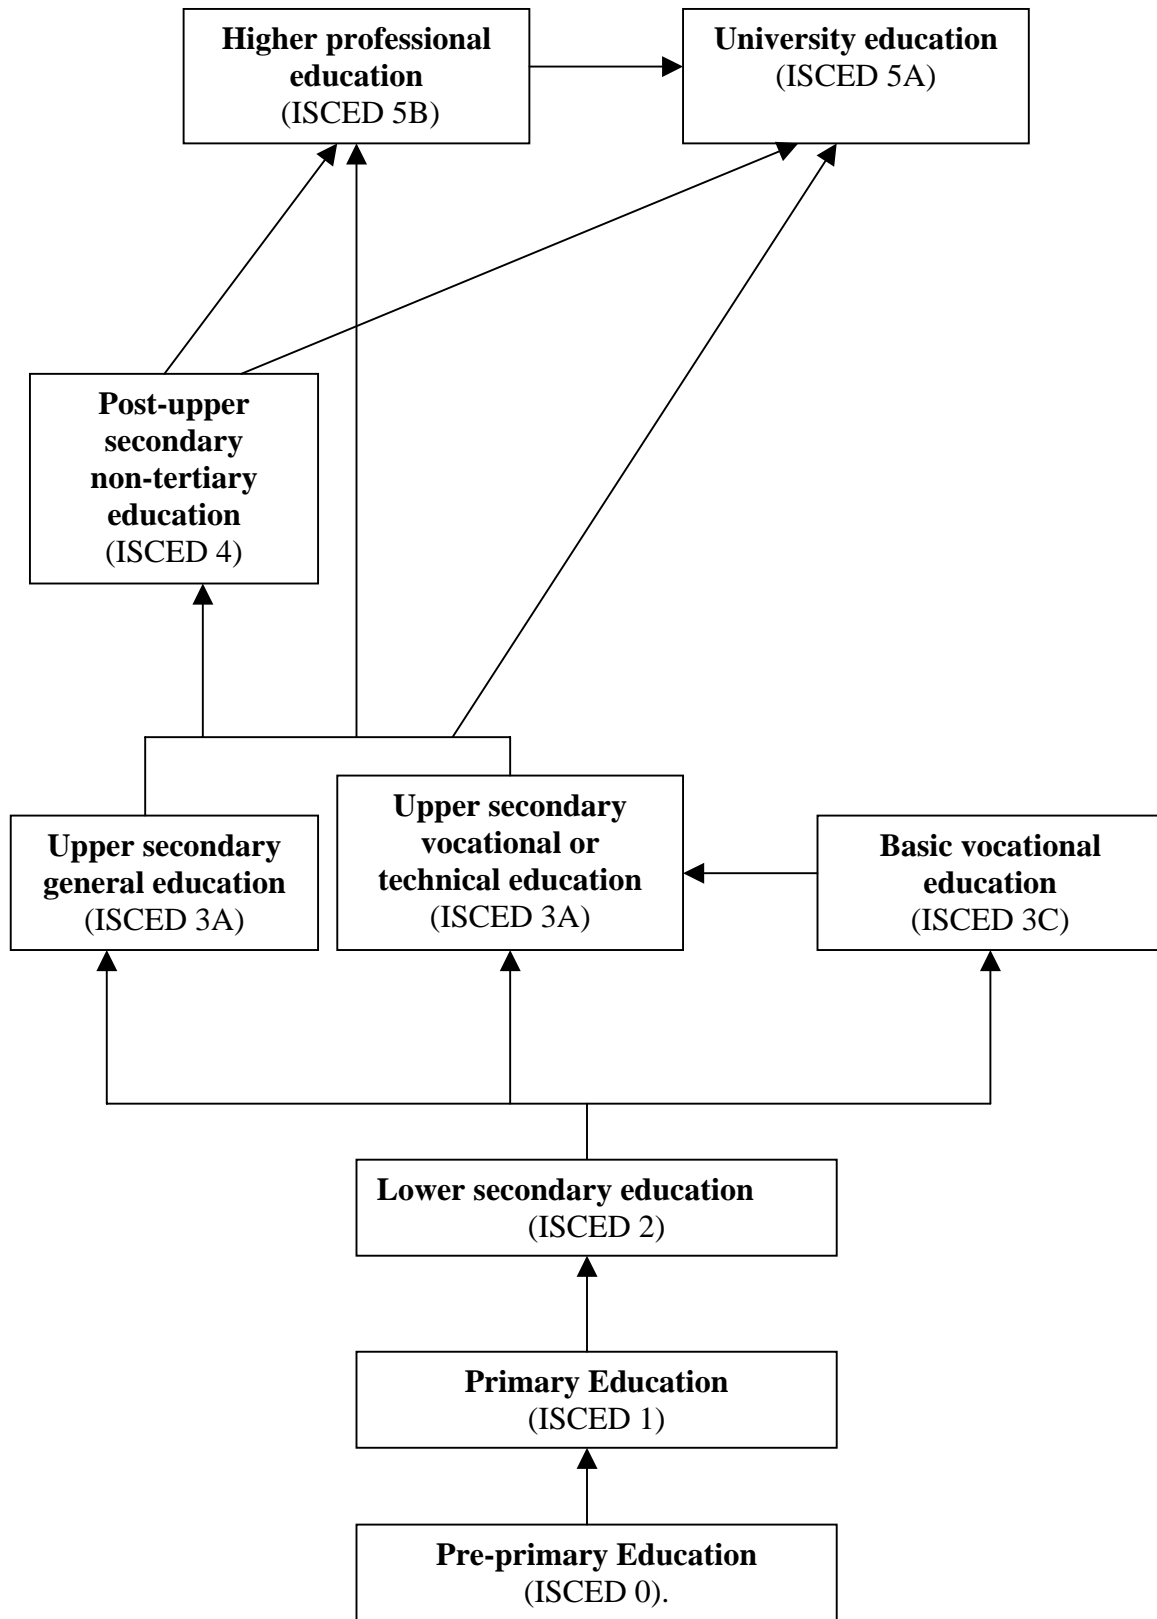 Higher professional
education
(ISCED 5B)
University education
(ISCED 5A)
Post-upper
secondary
non-tertiary
education
(ISCED 4)
Upper secondary
general education
(ISCED 3A)
Upper secondary
vocational or
technical education
(ISCED 3A)
Basic vocational
education
(ISCED 3C)
Lower secondary education
(ISCED 2)
Primary Education
(ISCED 1)
Pre-primary Education
(ISCED 0).